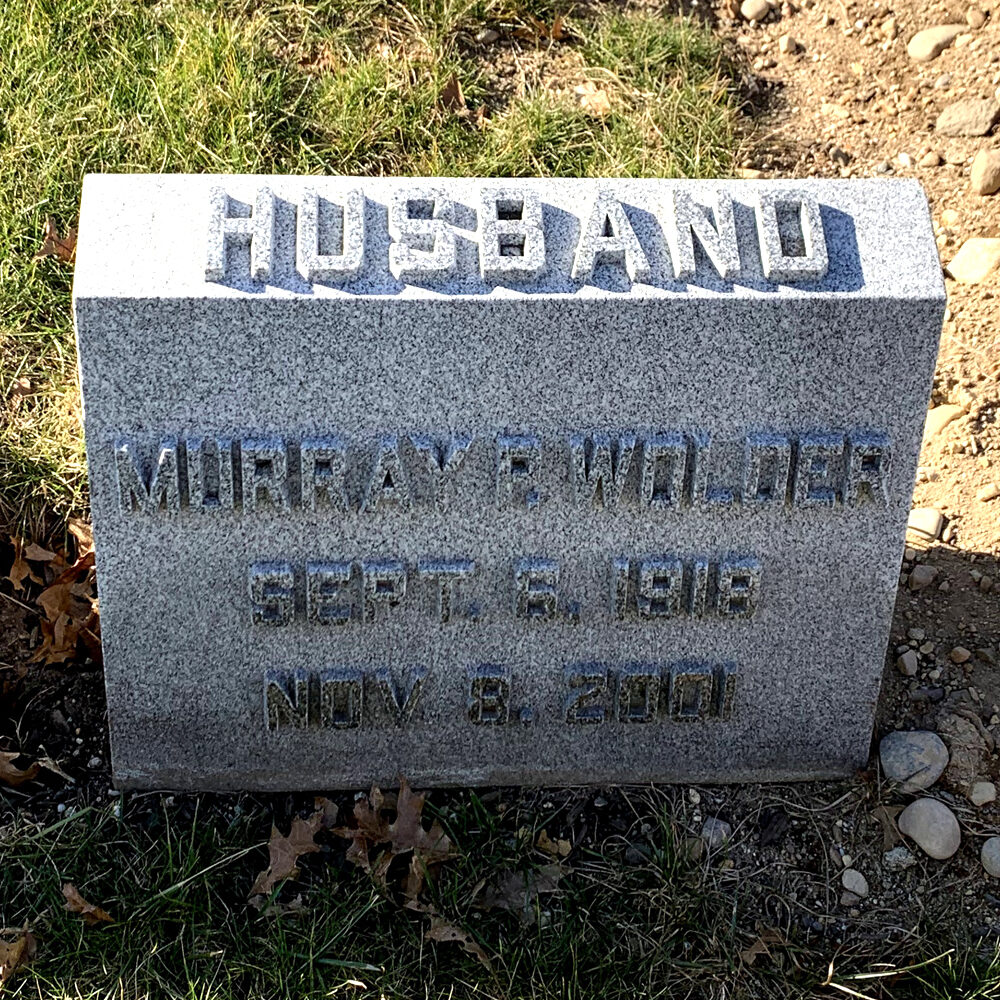 HUSBAND
MURRAY P. WOLDER
SEPT. 6, 1918
NOV 8, 2001